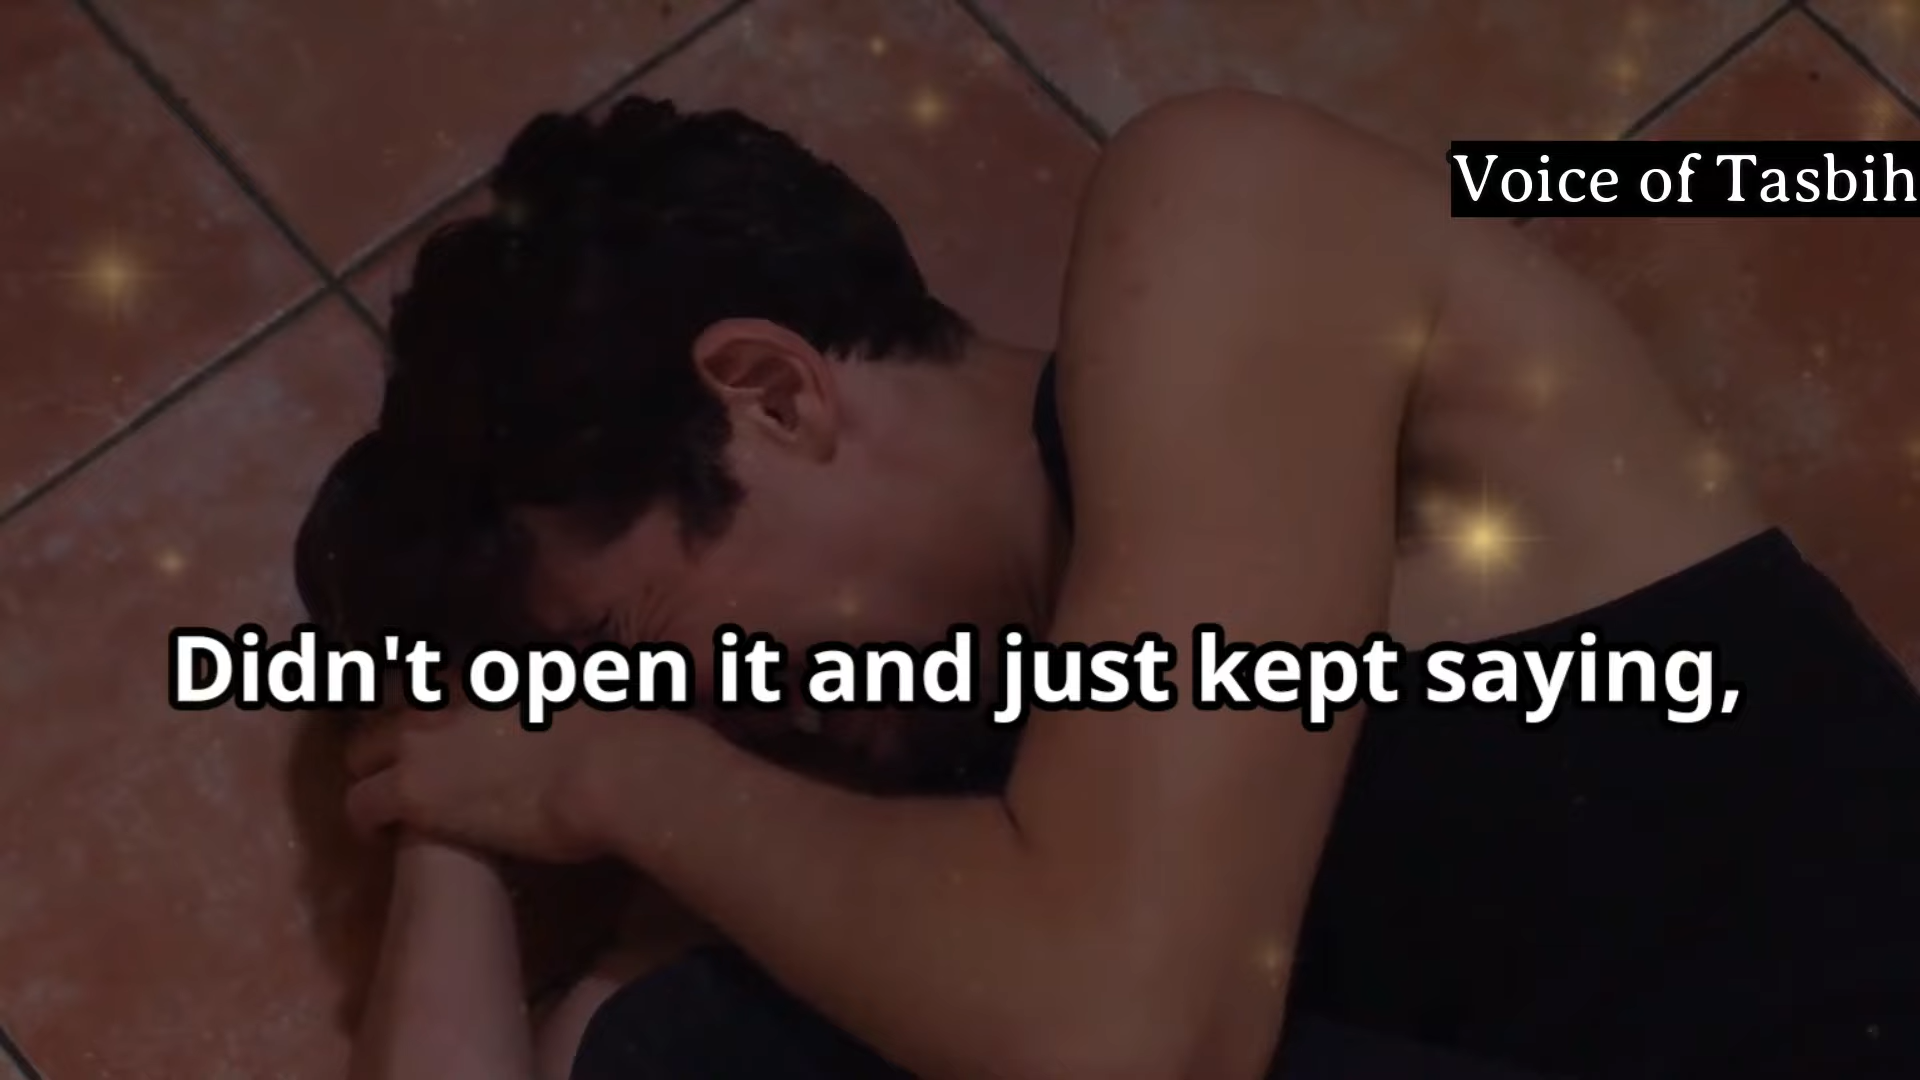 Voice of Tasbih
Didn't open it and just kept saying,